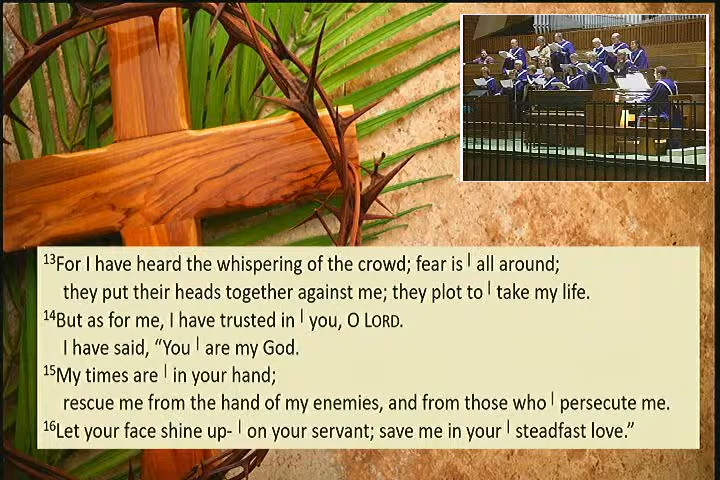 13For I have heard the whispering of the crowd; fear is | all around;
they put their heads together against me; they plot to | take my life.
14But as for me, I have trusted in | you, O LORD.
I have said, “You | are my God.
15My times are | in your hand;
rescue me from the hand of my enemies, and from those who | persecute me.
16Let your face shine up- | on your servant; save me in your | steadfast love.”